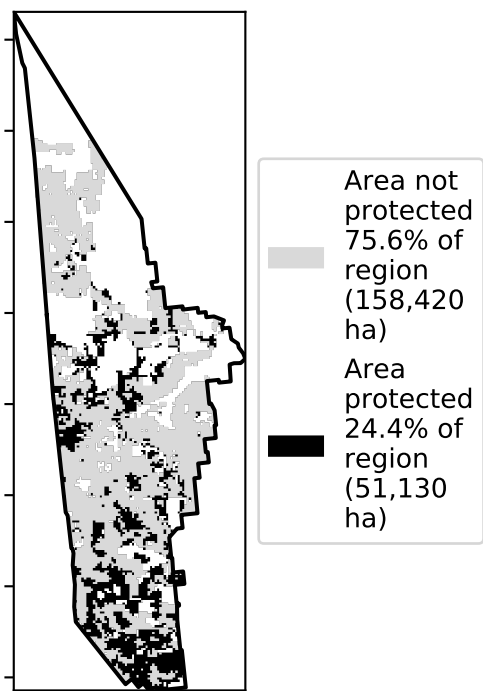 Area not
protected
75.6% of
region
(158,420
ha)
Area
protected
24.4% of
region
(51,130
ha)